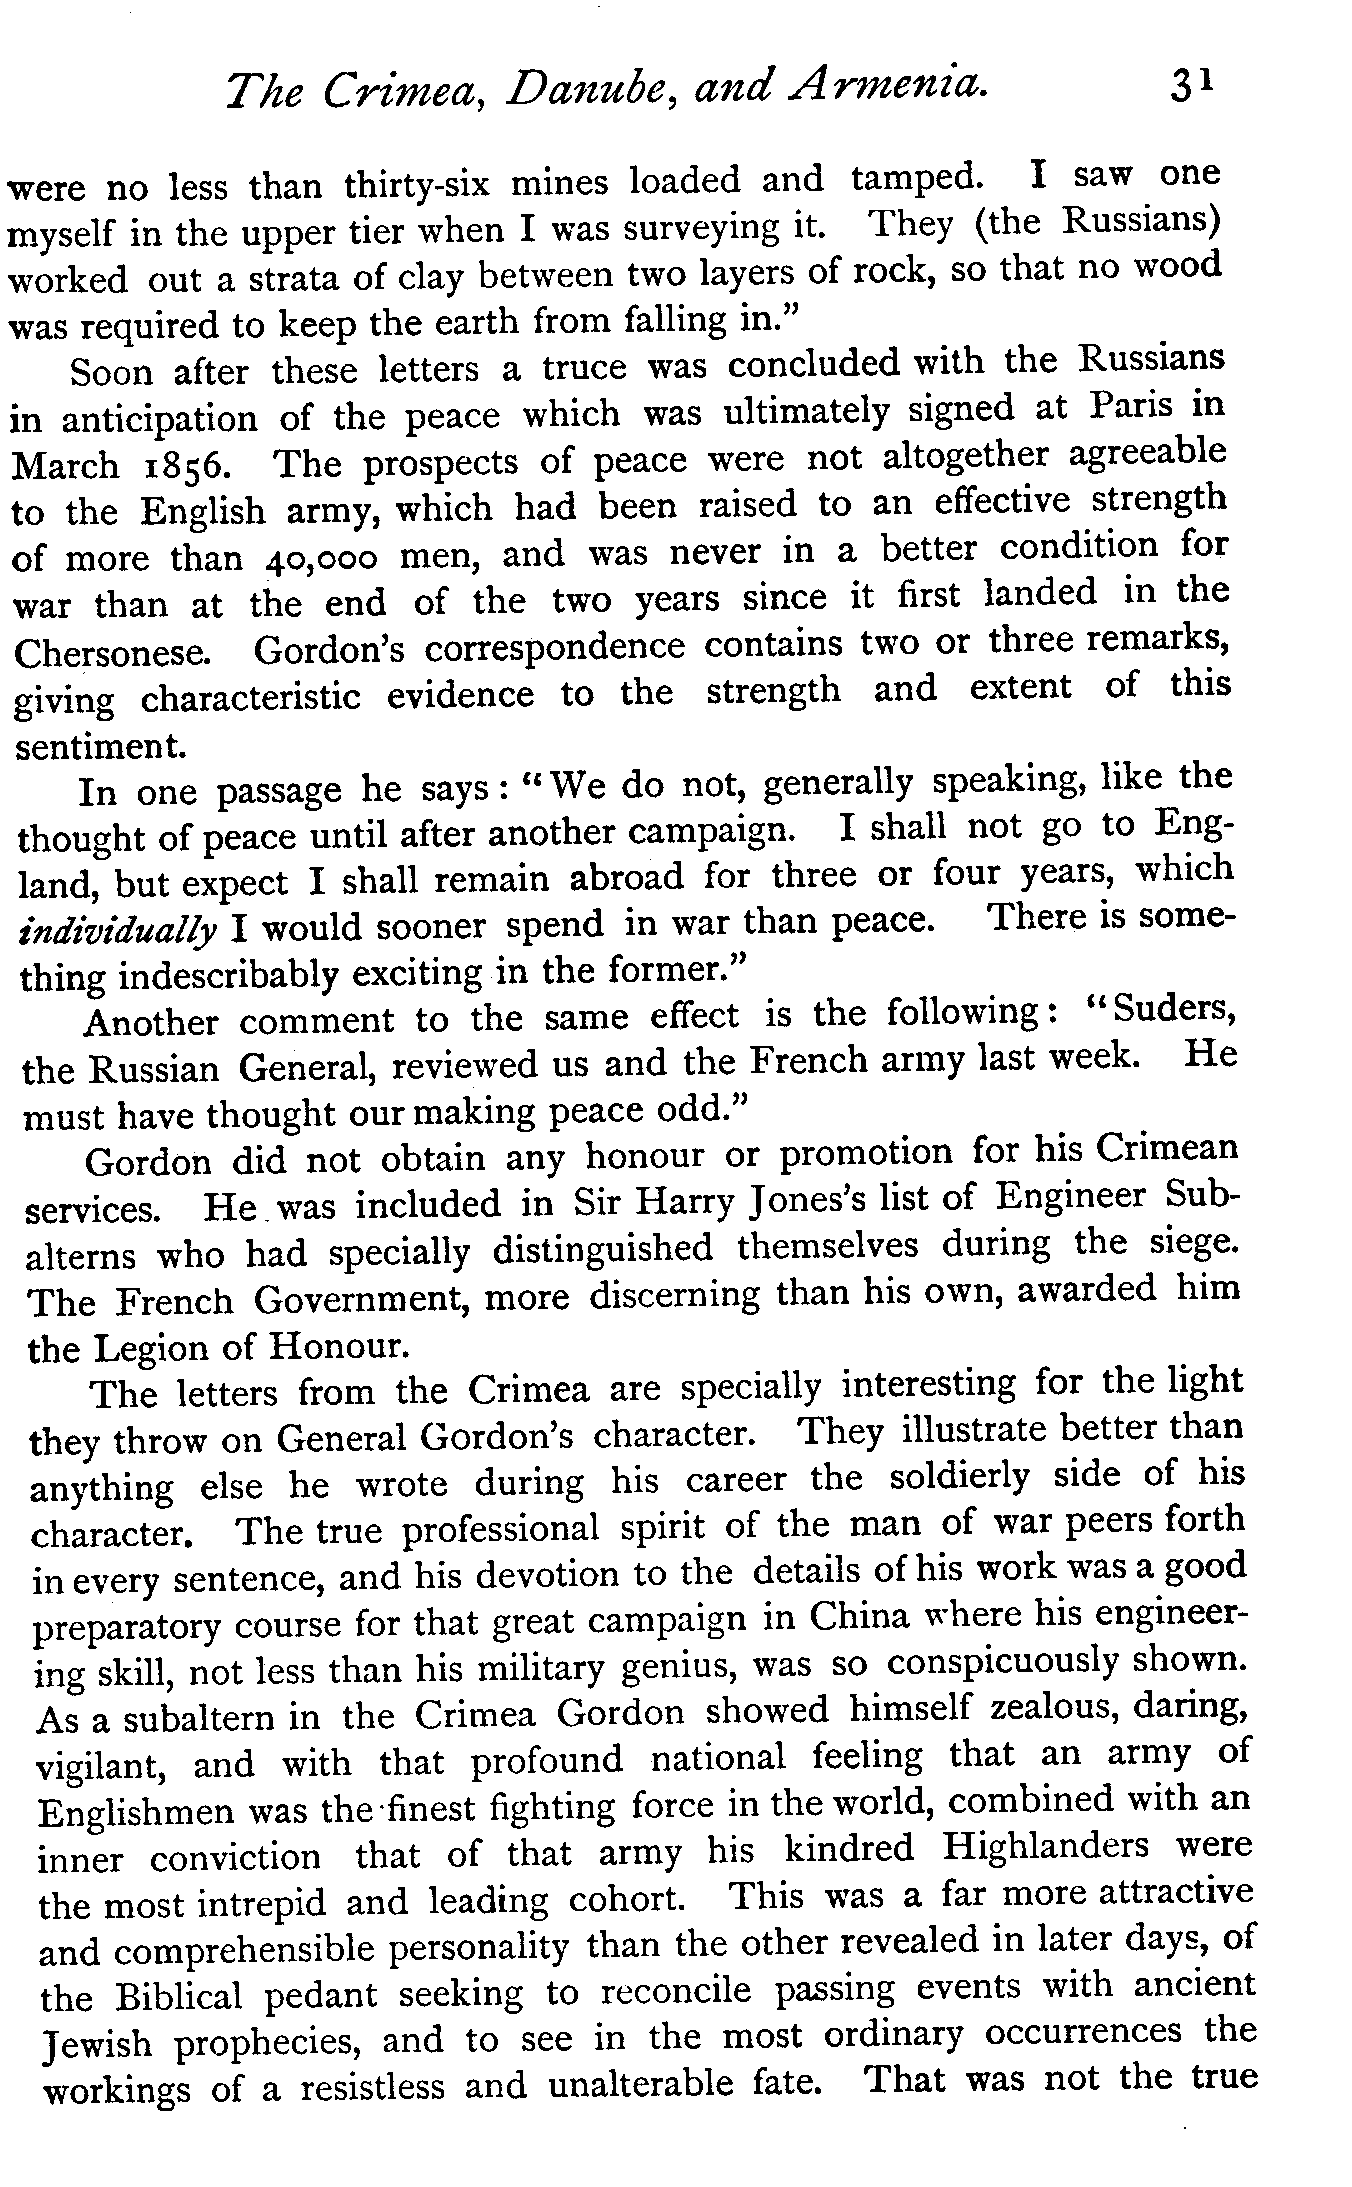 The Crimea, Danube, and Armenia. 31
were no less than thirty-six mines loaded and tamped. I saw one
myself in the upper tier when I was surveying it. They (the Russians)
worked out a strata of clay between two layers of rock, so that no wood
was required to keep the earth from falling in."
Soon after these letters a truce was concluded with the Russians
in anticipation of the peace which was ultimately signed at Paris in
March 1856. The prospects of peace were not altogether agreeable
to the English army, which had been raised to an effective strength
of more than 40,000 men, and was never in a better condition for
war than at the end of the two years since it first landed in the
Chersonese. Gordon's correspondence contains two or three remarks,
giving characteristic evidence to the strength and extent of this
sentiment.
In one passage he says: "We do not, generally speaking, like the
thought of peace until after another campaign. I shall not go to Eng-
land, but expect I shall remain abroad for three or four years, which
individually I would sooner spend in war than peace. There is some-
thing indescribably exciting in the former."
Another comment to the same effect is the following: "Suders,
the Russian General, reviewed us and the French army last week. He
must have thought our making peace odd."
Gordon did not obtain any honour or promotion for his Crimean
services. He was included in Sir Harry Jones's list of Engineer Sub-
alterns who had specially distinguished themselves during the siege.
The French Government, more discerning than his own, awarded him
the Legion of Honour.
The letters from the Crimea are specially interesting for the light
they throw on General Gordon's character. They illustrate better than
anything else he wrote during his career the soldierly side of his
character. The true professional spirit of the man of war peers forth
in every sentence, and his devotion to the details of his work was a good
preparatory course for that great campaign in China where his engineer-
ing skill, not less than his military genius, was so conspicuously shown.
As a subaltern in the Crimea Gordon showed himself zealous, daring,
vigilant, and with that profound national feeling that an army of
Englishmen was the finest fighting force in the world, combined with an
inner conviction that of that army his kindred Highlanders were
the most intrepid and leading cohort. This was a far more attractive
and comprehensible personality than the other revealed in later days, of
the Biblical pedant seeking to reconcile passing events with ancient
Jewish prophecies, and to see in the most ordinary occurrences the
workings of a resistless and unalterable fate. That was not the true